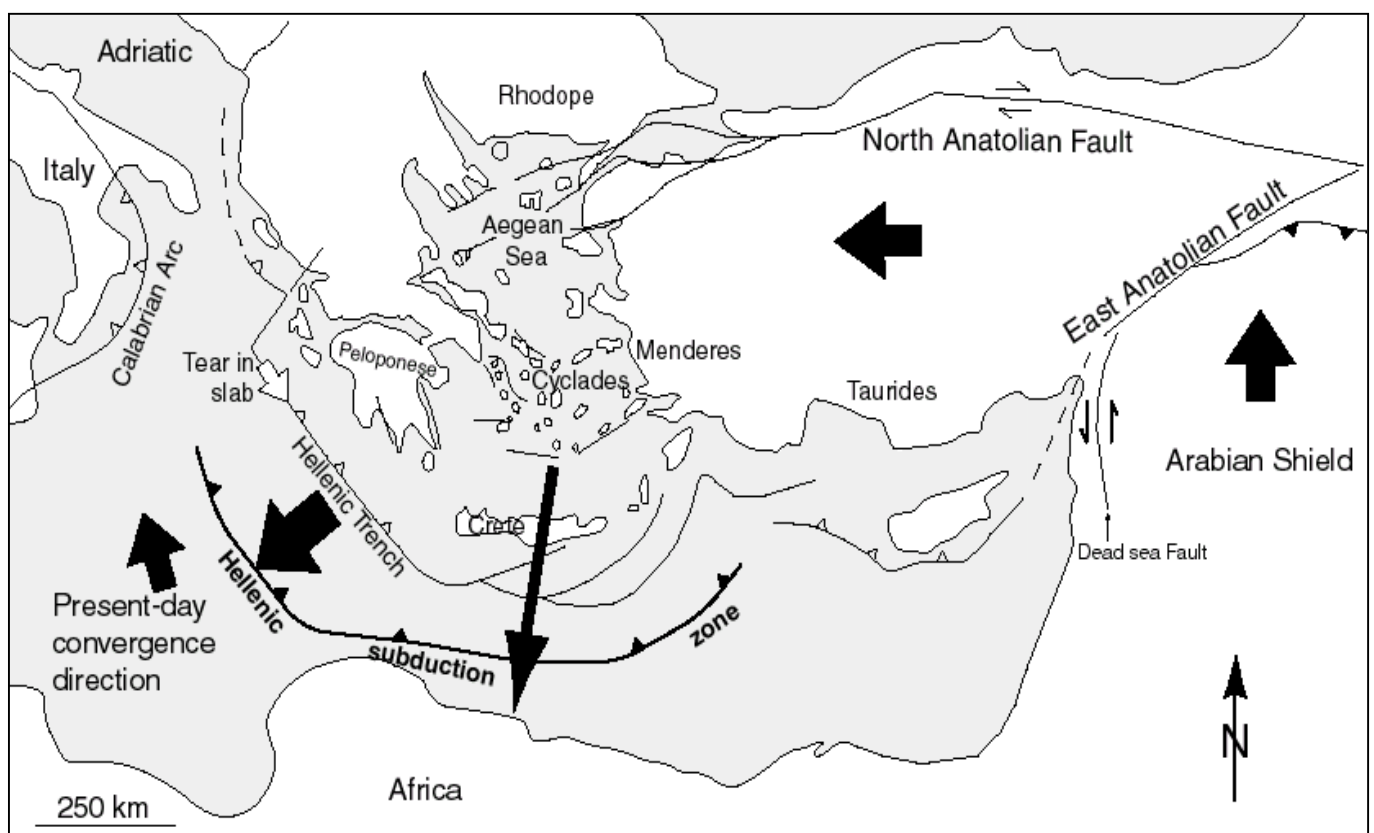 Adriatic
Rhodope
North Anatolian Fault
Italy
Aegean
Sea
East Anatolian Fault
Calabrian Arc
Tear in
slab
Peloponese
Menderes
Cyclades
Taurides
Arabian Shield
Hellenic Trench
Crete
Dead sea Fault
Present-day
convergence
direction
Hellenic
subduction
zone
N
Africa
250 km